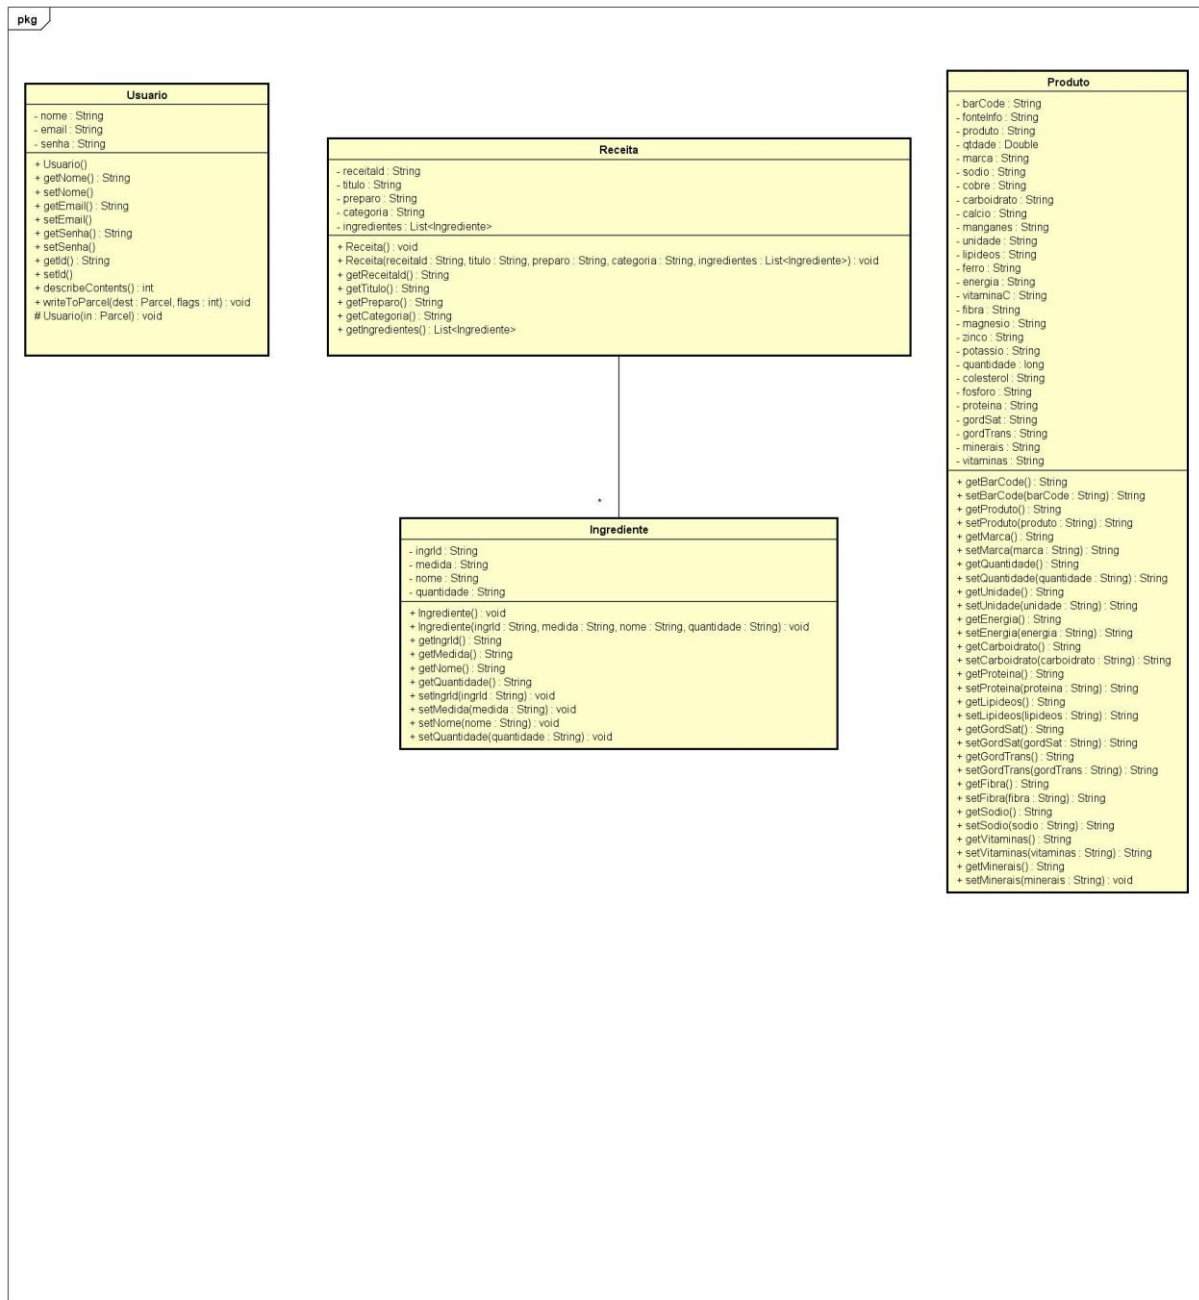 pkg
Usuario
- nome : String
- email : String
- senha : String
+ Usuario()
+ getNome() : String
+ setNome()
+ getEmail() : String
+ setEmail()
+ getSenha() : String
+ setSenha()
+ getId() : String
+ setId()
+ describeContents() : int
+ writeToParcel(dest : Parcel, flags : int) : void
# Usuario(in : Parcel) : void
Receita
- receitaId : String
- titulo : String
- preparo : String
- categoria : String
- ingredientes : List<Ingrediente>
+ Receita() : void
+ Receita(receitaId : String, titulo : String, preparo : String, categoria : String, ingredientes : List<Ingrediente>) : void
+ getReceitaId() : String
+ getTitulo() : String
+ getPreparo() : String
+ getCategoria() : String
+ getIngredientes() : List<Ingrediente>
*
Ingrediente
- ingrId : String
- medida : String
- nome : String
- quantidade : String
+ Ingrediente() : void
+ Ingrediente(ingrId : String, medida : String, nome : String, quantidade : String) : void
+ getIngrId() : String
+ getMedida() : String
+ getNome() : String
+ getQuantidade() : String
+ setIngrId(ingrId : String) : void
+ setMedida(medida : String) : void
+ setNome(nome : String) : void
+ setQuantidade(quantidade : String) : void
Produto
- barCode : String
- fonteInfo : String
- produto : String
- qtdade : Double
- marca : String
- sodio : String
- cobre : String
- carboidrato : String
- calcio : String
- manganes : String
- unidade : String
- lipideos : String
- ferro : String
- energia : String
- vitaminaC : String
- fibra : String
- magnesio : String
- zinco : String
- potassio : String
- quantidade : long
- colesterol : String
- fosforo : String
- proteina : String
- gordSat : String
- gordTrans : String
- minerais : String
- vitaminas : String
+ getBarCode() : String
+ setBarCode(barCode : String) : String
+ getProduto() : String
+ setProduto(produto : String) : String
+ getMarca() : String
+ setMarca(marca : String) : String
+ getQuantidade() : String
+ setQuantidade(quantidade : String) : String
+ getUnidade() : String
+ setUnidade(unidade : String) : String
+ getEnergia() : String
+ setEnergia(energia : String) : String
+ getCarboidrato() : String
+ setCarboidrato(carboidrato : String) : String
+ getProteina() : String
+ setProteina(proteina : String) : String
+ getLipideos() : String
+ setLipideos(lipideos : String) : String
+ getGordSat() : String
+ setGordSat(gordSat : String) : String
+ getGordTrans() : String
+ setGordTrans(gordTrans : String) : String
+ getFibra() : String
+ setFibra(fibra : String) : String
+ getSodio() : String
+ setSodio(sodio : String) : String
+ getVitaminas() : String
+ setVitaminas(vitaminas : String) : String
+ getMinerais() : String
+ setMinerais(minerais : String) : void